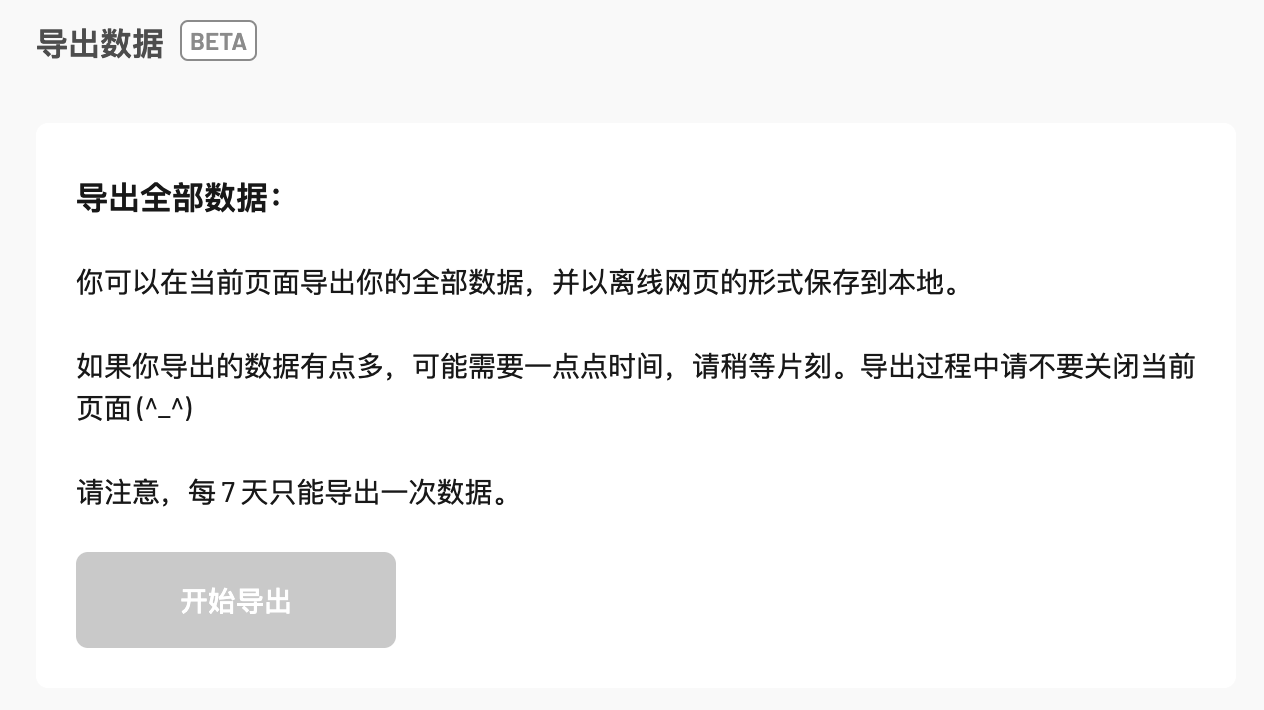 导出数据 BETA
导出全部数据：
你可以在当前页面导出你的全部数据，并以离线网页的形式保存到本地。
如果你导出的数据有点多，可能需要一点点时间，请稍等片刻。导出过程中请不要关闭当前
页面(^_^)
请注意，每 7 天只能导出一次数据。
开始导出